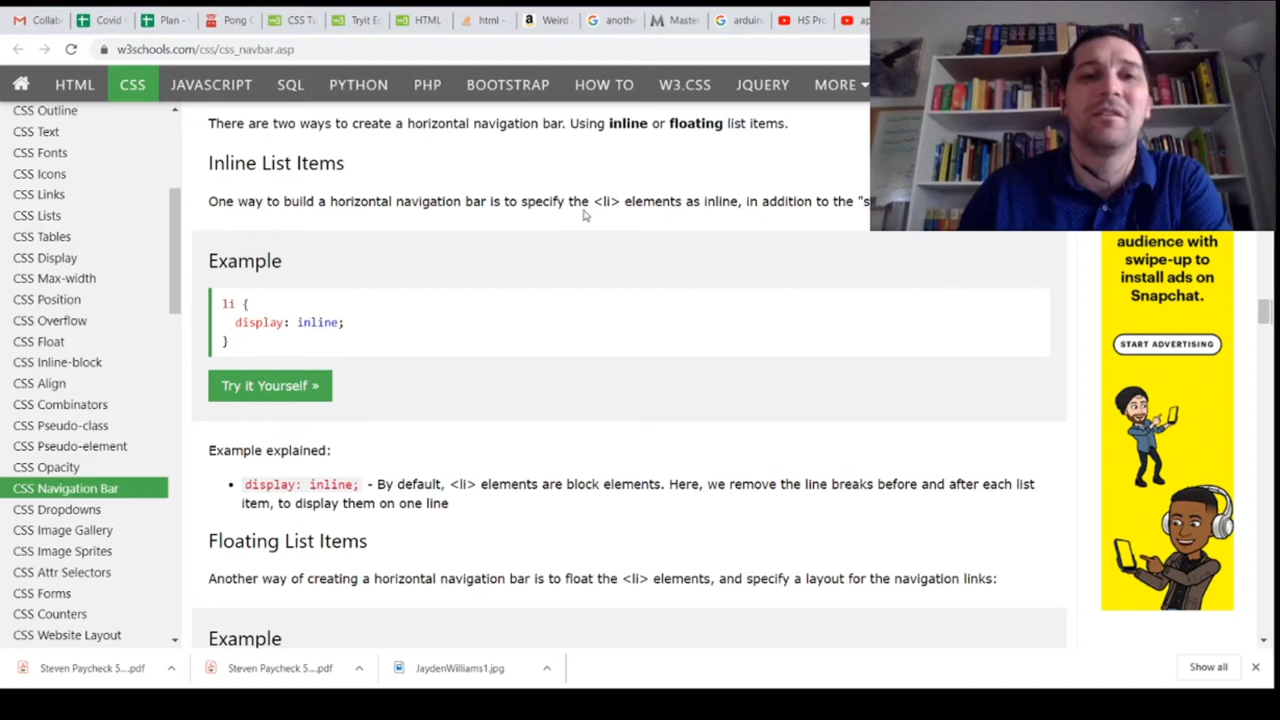 Collab
Covid
Plan -
Pong
CSS Tu
Tryit E
HTML
html -
Weird
anothe
Master
arduin
HS Pro
ap
w3schools.com/css/css_navbar.asp
HTML CSS JAVASCRIPT SQL PYTHON PHP BOOTSTRAP HOW TO W3.CSS JQUERY MORE
CSS Outline
CSS Text
CSS Fonts
CSS Icons
CSS Links
CSS Lists
CSS Tables
CSS Display
CSS Max-width
CSS Position
CSS Overflow
CSS Float
CSS Inline-block
CSS Align
CSS Combinators
CSS Pseudo-class
CSS Pseudo-element
CSS Opacity
CSS Navigation Bar
CSS Dropdowns
CSS Image Gallery
CSS Image Sprites
CSS Attr Selectors
CSS Forms
CSS Counters
CSS Website Layout
There are two ways to create a horizontal navigation bar. Using inline or floating list items.
Inline List Items
One way to build a horizontal navigation bar is to specify the <li> elements as inline, in addition to the "s
Example
li {
display: inline;
}
Try it Yourself »
Example explained:
• display: inline; - By default, <li> elements are block elements. Here, we remove the line breaks before and after each list
item, to display them on one line
Floating List Items
Another way of creating a horizontal navigation bar is to float the <li> elements, and specify a layout for the navigation links:
Example
audience with
swipe-up to
install ads on
Snapchat.
START ADVERTISING
Steven Paycheck 5....pdf
Steven Paycheck 5....pdf
JaydenWilliams1.jpg
Show all